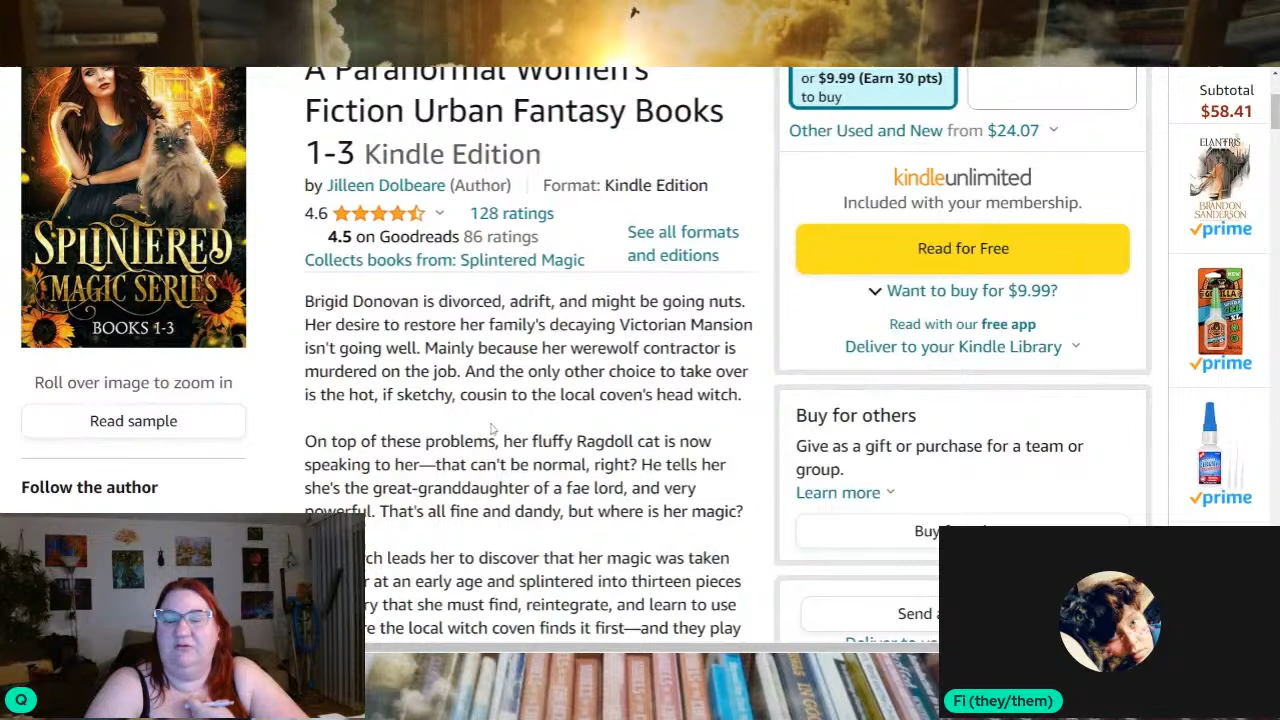 A Paranormal Women's
Fiction Urban Fantasy Books
1-3 Kindle Edition
by Jilleen Dolbeare (Author) Format: Kindle Edition
4.6 128 ratings
4.5 on Goodreads 86 ratings
See all formats
and editions
Collects books from: Splintered Magic
Brigid Donovan is divorced, adrift, and might be going nuts.
Her desire to restore her family's decaying Victorian Mansion
isn't going well. Mainly because her werewolf contractor is
murdered on the job. And the only other choice to take over
is the hot, if sketchy, cousin to the local coven's head witch.
On top of these problems, her fluffy Ragdoll cat is now
speaking to her—that can't be normal, right? He tells her
she's the great-granddaughter of a fae lord, and very
powerful. That's all fine and dandy, but where is her magic?
leads her to discover that her magic was taken
at an early age and splintered into thirteen pieces
that she must find, reintegrate, and learn to use
the local witch coven finds it first—and they play
SPLINTERED
MAGIC SERIES
BOOKS 1-3
Roll over image to zoom in
Read sample
Follow the author
or $9.99 (Earn 30 pts)
to buy
Other Used and New from $24.07
kindleunlimited
Included with your membership.
Read for Free
Want to buy for $9.99?
Read with our free app
Deliver to your Kindle Library
Buy for others
Give as a gift or purchase for a team or
group.
Learn more
Buy
Send
Subtotal
$58.41
ELANTRIS
BRANDON
SANDERSON
prime
GORILLA
prime
prime
Q
Fi (they/them)